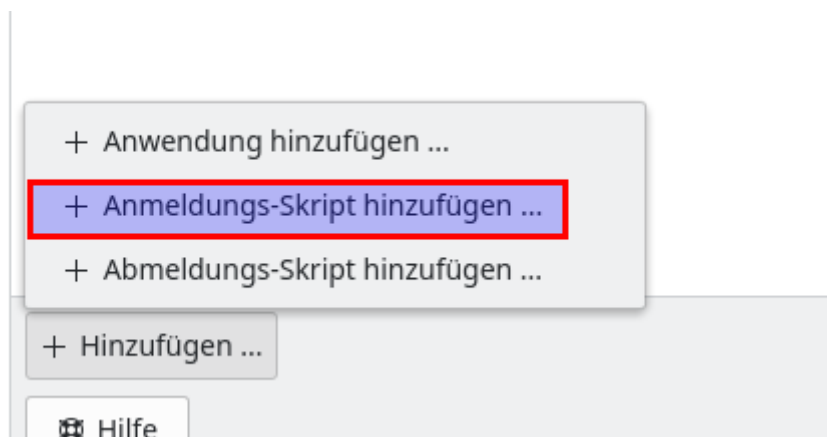 + Anwendung hinzufügen ...
+ Anmeldungs-Skript hinzufügen ...
+ Abmeldungs-Skript hinzufügen ...
+ Hinzufügen ...
Hilfe